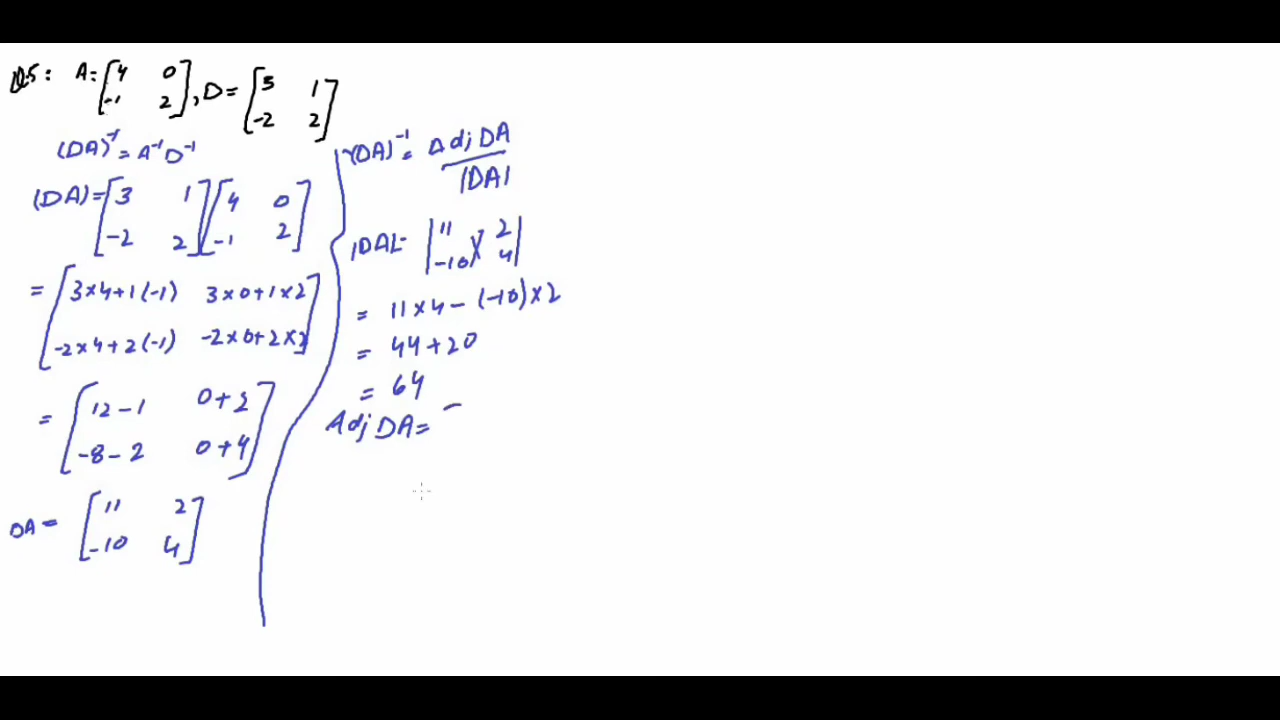 Q5: A=[4 0 -1 2], D=[3 1 -2 2]
(DA)⁻¹ = A⁻¹D⁻¹
(DA) = [3 1 -2 2][4 0 -1 2]
= [3×4+1(-1) 3×0+1×2
-2×4+2(-1) -2×0+2×2]
= [12-1 0+2
-8-2 0+4]
DA = [11 2
-10 4]
(DA)⁻¹ = Adj DA
|DA|
|DA| = |11 2
-10 4|
= 11×4-(-10)×2
= 44+20
= 64
Adj DA =